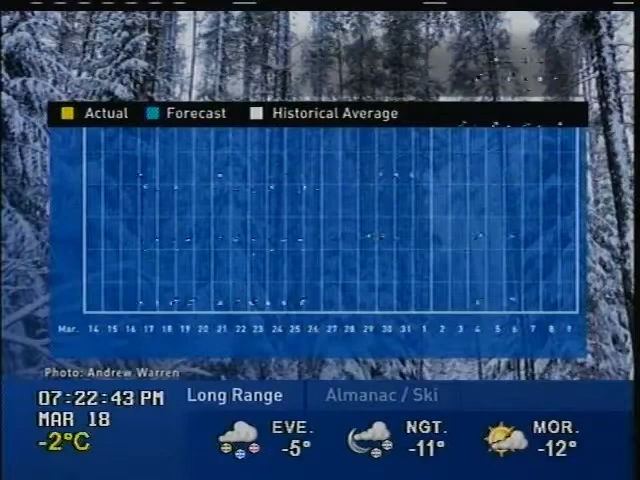 Actual Forecast Historical Average
Mar. 14 15 16 17 18 19 20 21 22 23 24 25 26 27 28 29 30 31 1 2 3 4 5 6 7 8 9
Photo: Andrew Warren
07:22:43 PM Long Range Almanac / Ski
MAR 18
-2°C
EVE. -5°
NGT. -11°
MOR. -12°